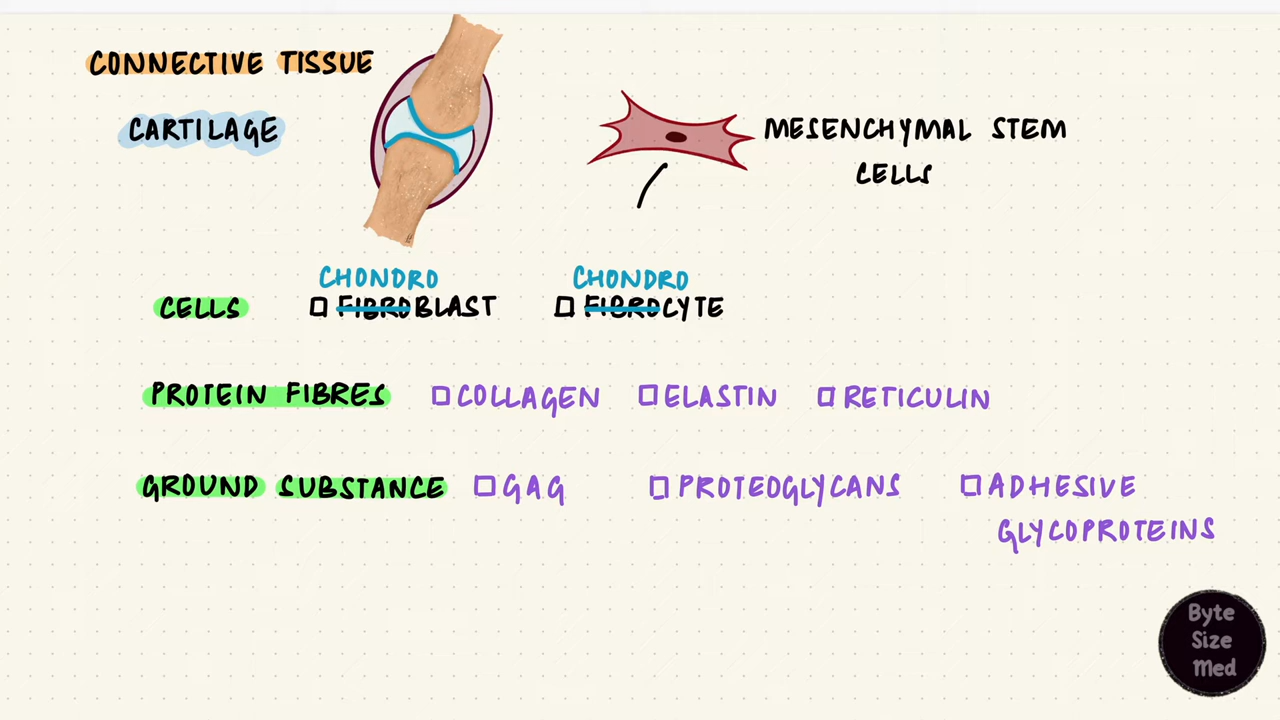 CONNECTIVE TISSUE
CARTILAGE
MESENCHYMAL STEM
CELLS
CHONDRO CHONDRO
CELLS FIBROBLAST FIBROCYTE
PROTEIN FIBRES COLLAGEN ELASTIN RETICULIN
GROUND SUBSTANCE GAG PROTEOGLYCANS ADHESIVE
GLYCOPROTEINS
Byte
Size
Med